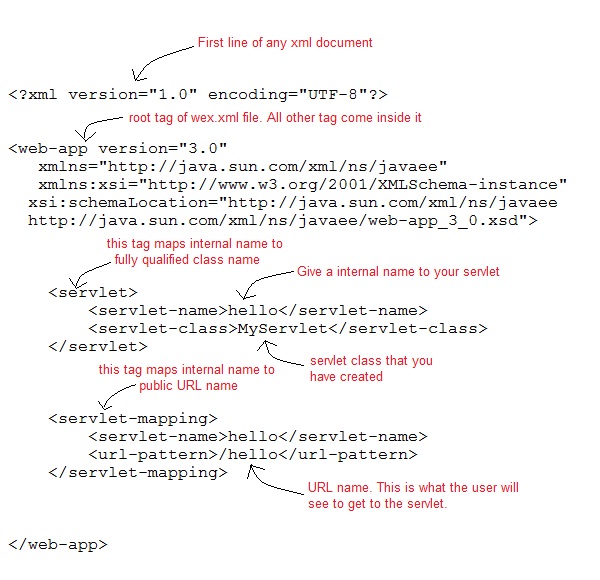 First line of any xml document
<?xml version="1.0" encoding="UTF-8"?>
root tag of wex.xml file. All other tag come inside it
<web-app version="3.0"
xmlns="http://java.sun.com/xml/ns/javaee"
xmlns:xsi="http://www.w3.org/2001/XMLSchema-instance"
xsi:schemaLocation="http://java.sun.com/xml/ns/javaee
http://java.sun.com/xml/ns/javaee/web-app_3_0.xsd">
this tag maps internal name to
fully qualified class name
Give a internal name to your servlet
<servlet>
<servlet-name>hello</servlet-name>
<servlet-class>MyServlet</servlet-class>
</servlet>
servlet class that you
have created
this tag maps internal name to
public URL name
<servlet-mapping>
<servlet-name>hello</servlet-name>
<url-pattern>/hello</url-pattern>
</servlet-mapping>
URL name. This is what the user will
see to get to the servlet.
</web-app>